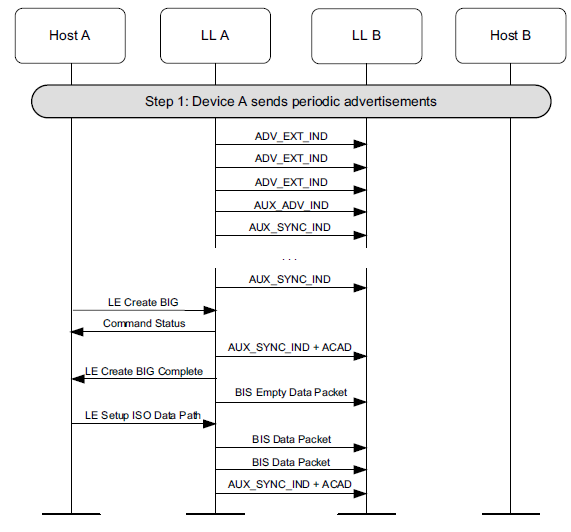 Host A
LL A
LL B
Host B
Step 1: Device A sends periodic advertisements
ADV_EXT_IND
ADV_EXT_IND
ADV_EXT_IND
AUX_ADV_IND
AUX_SYNC_IND
...
AUX_SYNC_IND
LE Create BIG
Command Status
AUX_SYNC_IND + ACAD
LE Create BIG Complete
BIS Empty Data Packet
LE Setup ISO Data Path
BIS Data Packet
BIS Data Packet
AUX_SYNC_IND + ACAD